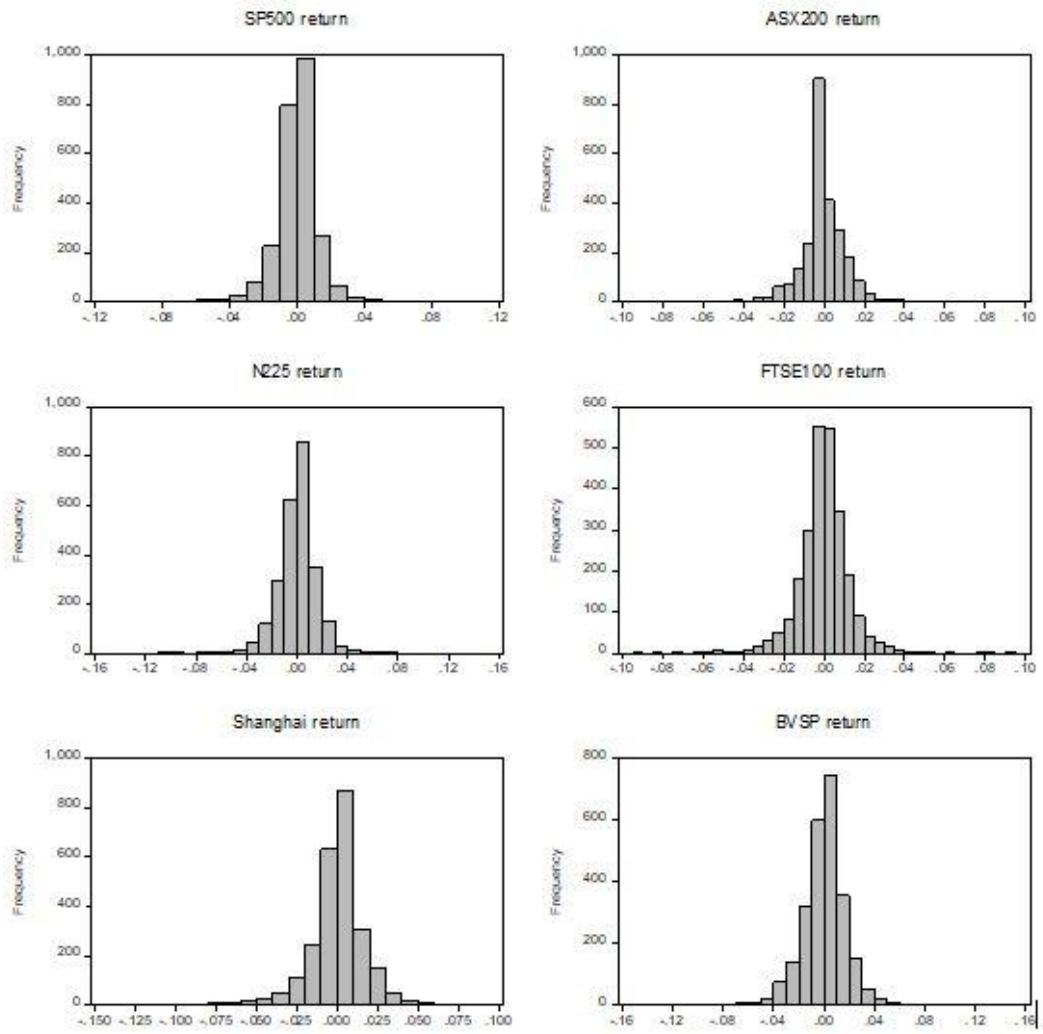 SP500 return
1,000
800
600
400
200
0
Frequency
-.12 -.08 -.04 .00 .04 .08 .12
ASX200 return
1,000
800
600
400
200
0
Frequency
-.10 -.08 -.06 -.04 -.02 .00 .02 .04 .06 .08 .10
N225 return
1,000
800
600
400
200
0
Frequency
-.16 -.12 -.08 -.04 .00 .04 .08 .12 .16
FTSE100 return
600
500
400
300
200
100
0
Frequency
-.10 -.08 -.06 -.04 -.02 .00 .02 .04 .06 .08 .10
Shanghai return
1,000
800
600
400
200
0
Frequency
-.150 -.125 -.100 -.075 -.050 -.025 .000 .025 .050 .075 .100
BVSP return
800
600
400
200
0
Frequency
-.16 -.12 -.08 -.04 .00 .04 .08 .12 .16